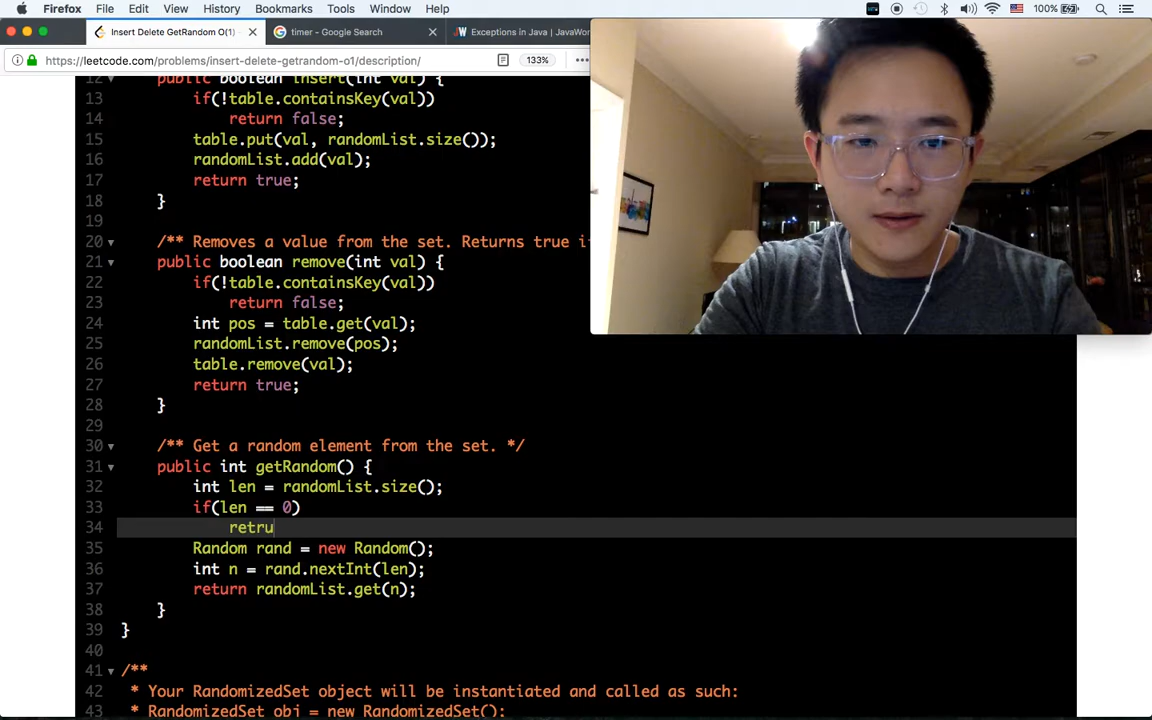 Firefox File Edit View History Bookmarks Tools Window Help 100%
Insert Delete GetRandom O(1) timer - Google Search Exceptions in Java | JavaWor
https://leetcode.com/problems/insert-delete-getrandom-o1/description/ 133%
12 public boolean insert(int val) {
13 if(!table.containsKey(val))
14 return false;
15 table.put(val, randomList.size());
16 randomList.add(val);
17 return true;
18 }
19
20 /** Removes a value from the set. Returns true i
21 public boolean remove(int val) {
22 if(!table.containsKey(val))
23 return false;
24 int pos = table.get(val);
25 randomList.remove(pos);
26 table.remove(val);
27 return true;
28 }
29
30 /** Get a random element from the set. */
31 public int getRandom() {
32 int len = randomList.size();
33 if(len == 0)
34 retru
35 Random rand = new Random();
36 int n = rand.nextInt(len);
37 return randomList.get(n);
38 }
39 }
40
41 /**
42 * Your RandomizedSet object will be instantiated and called as such:
43 * RandomizedSet obj = new RandomizedSet();